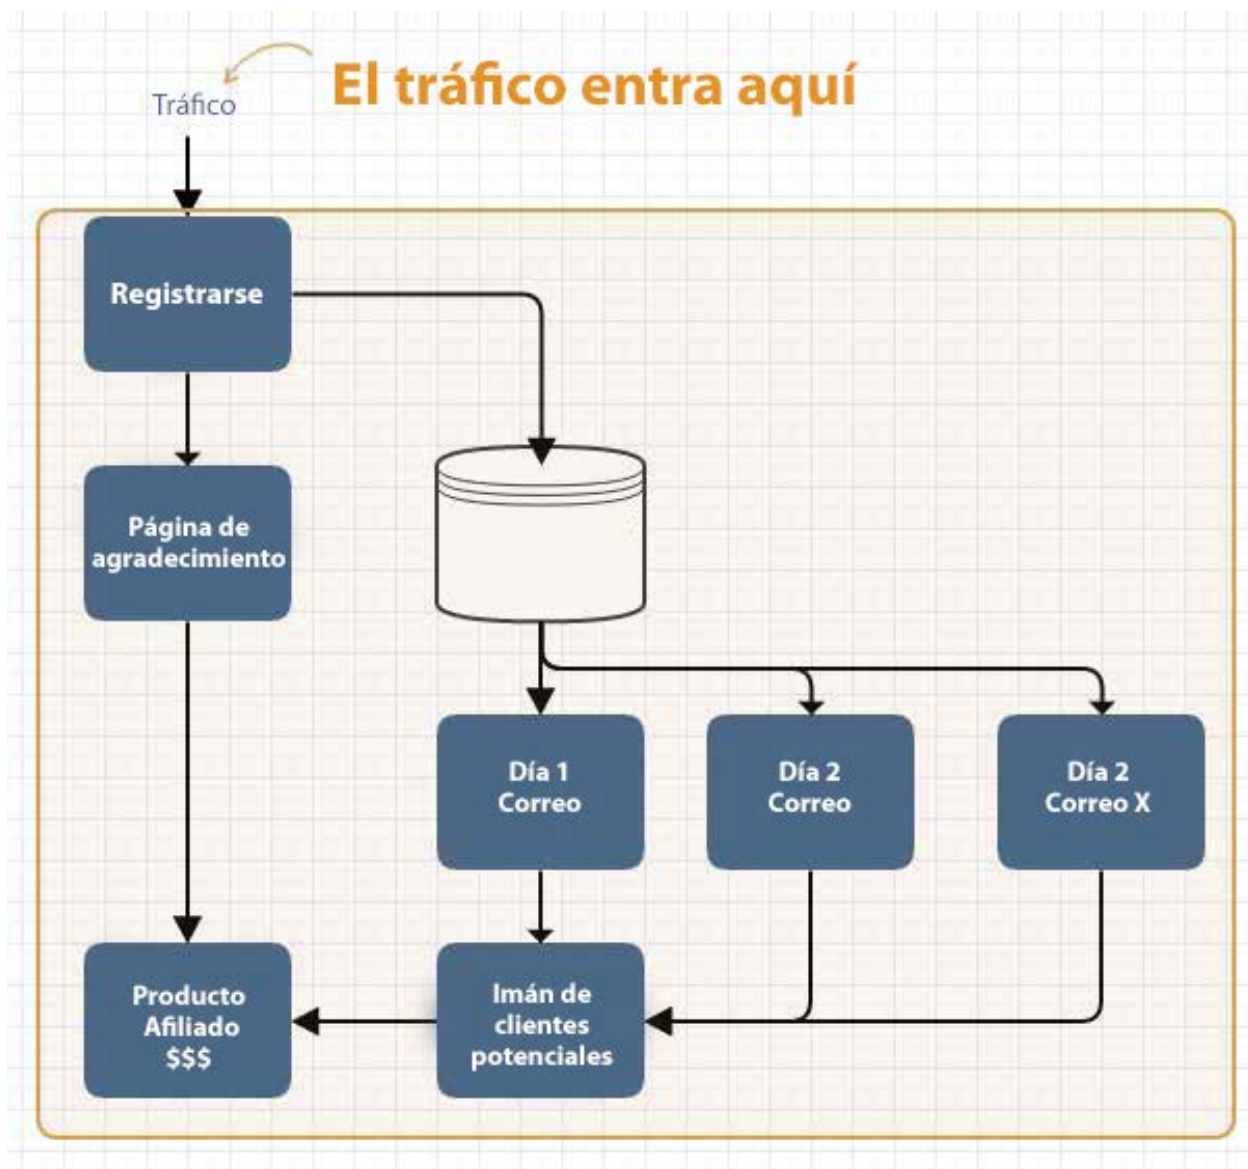 El tráfico entra aquí
Tráfico
Registrarse
Página de
agradecimiento
Día 1
Correo
Día 2
Correo
Día 2
Correo X
Producto
Afiliado
$$$
Imán de
clientes
potenciales